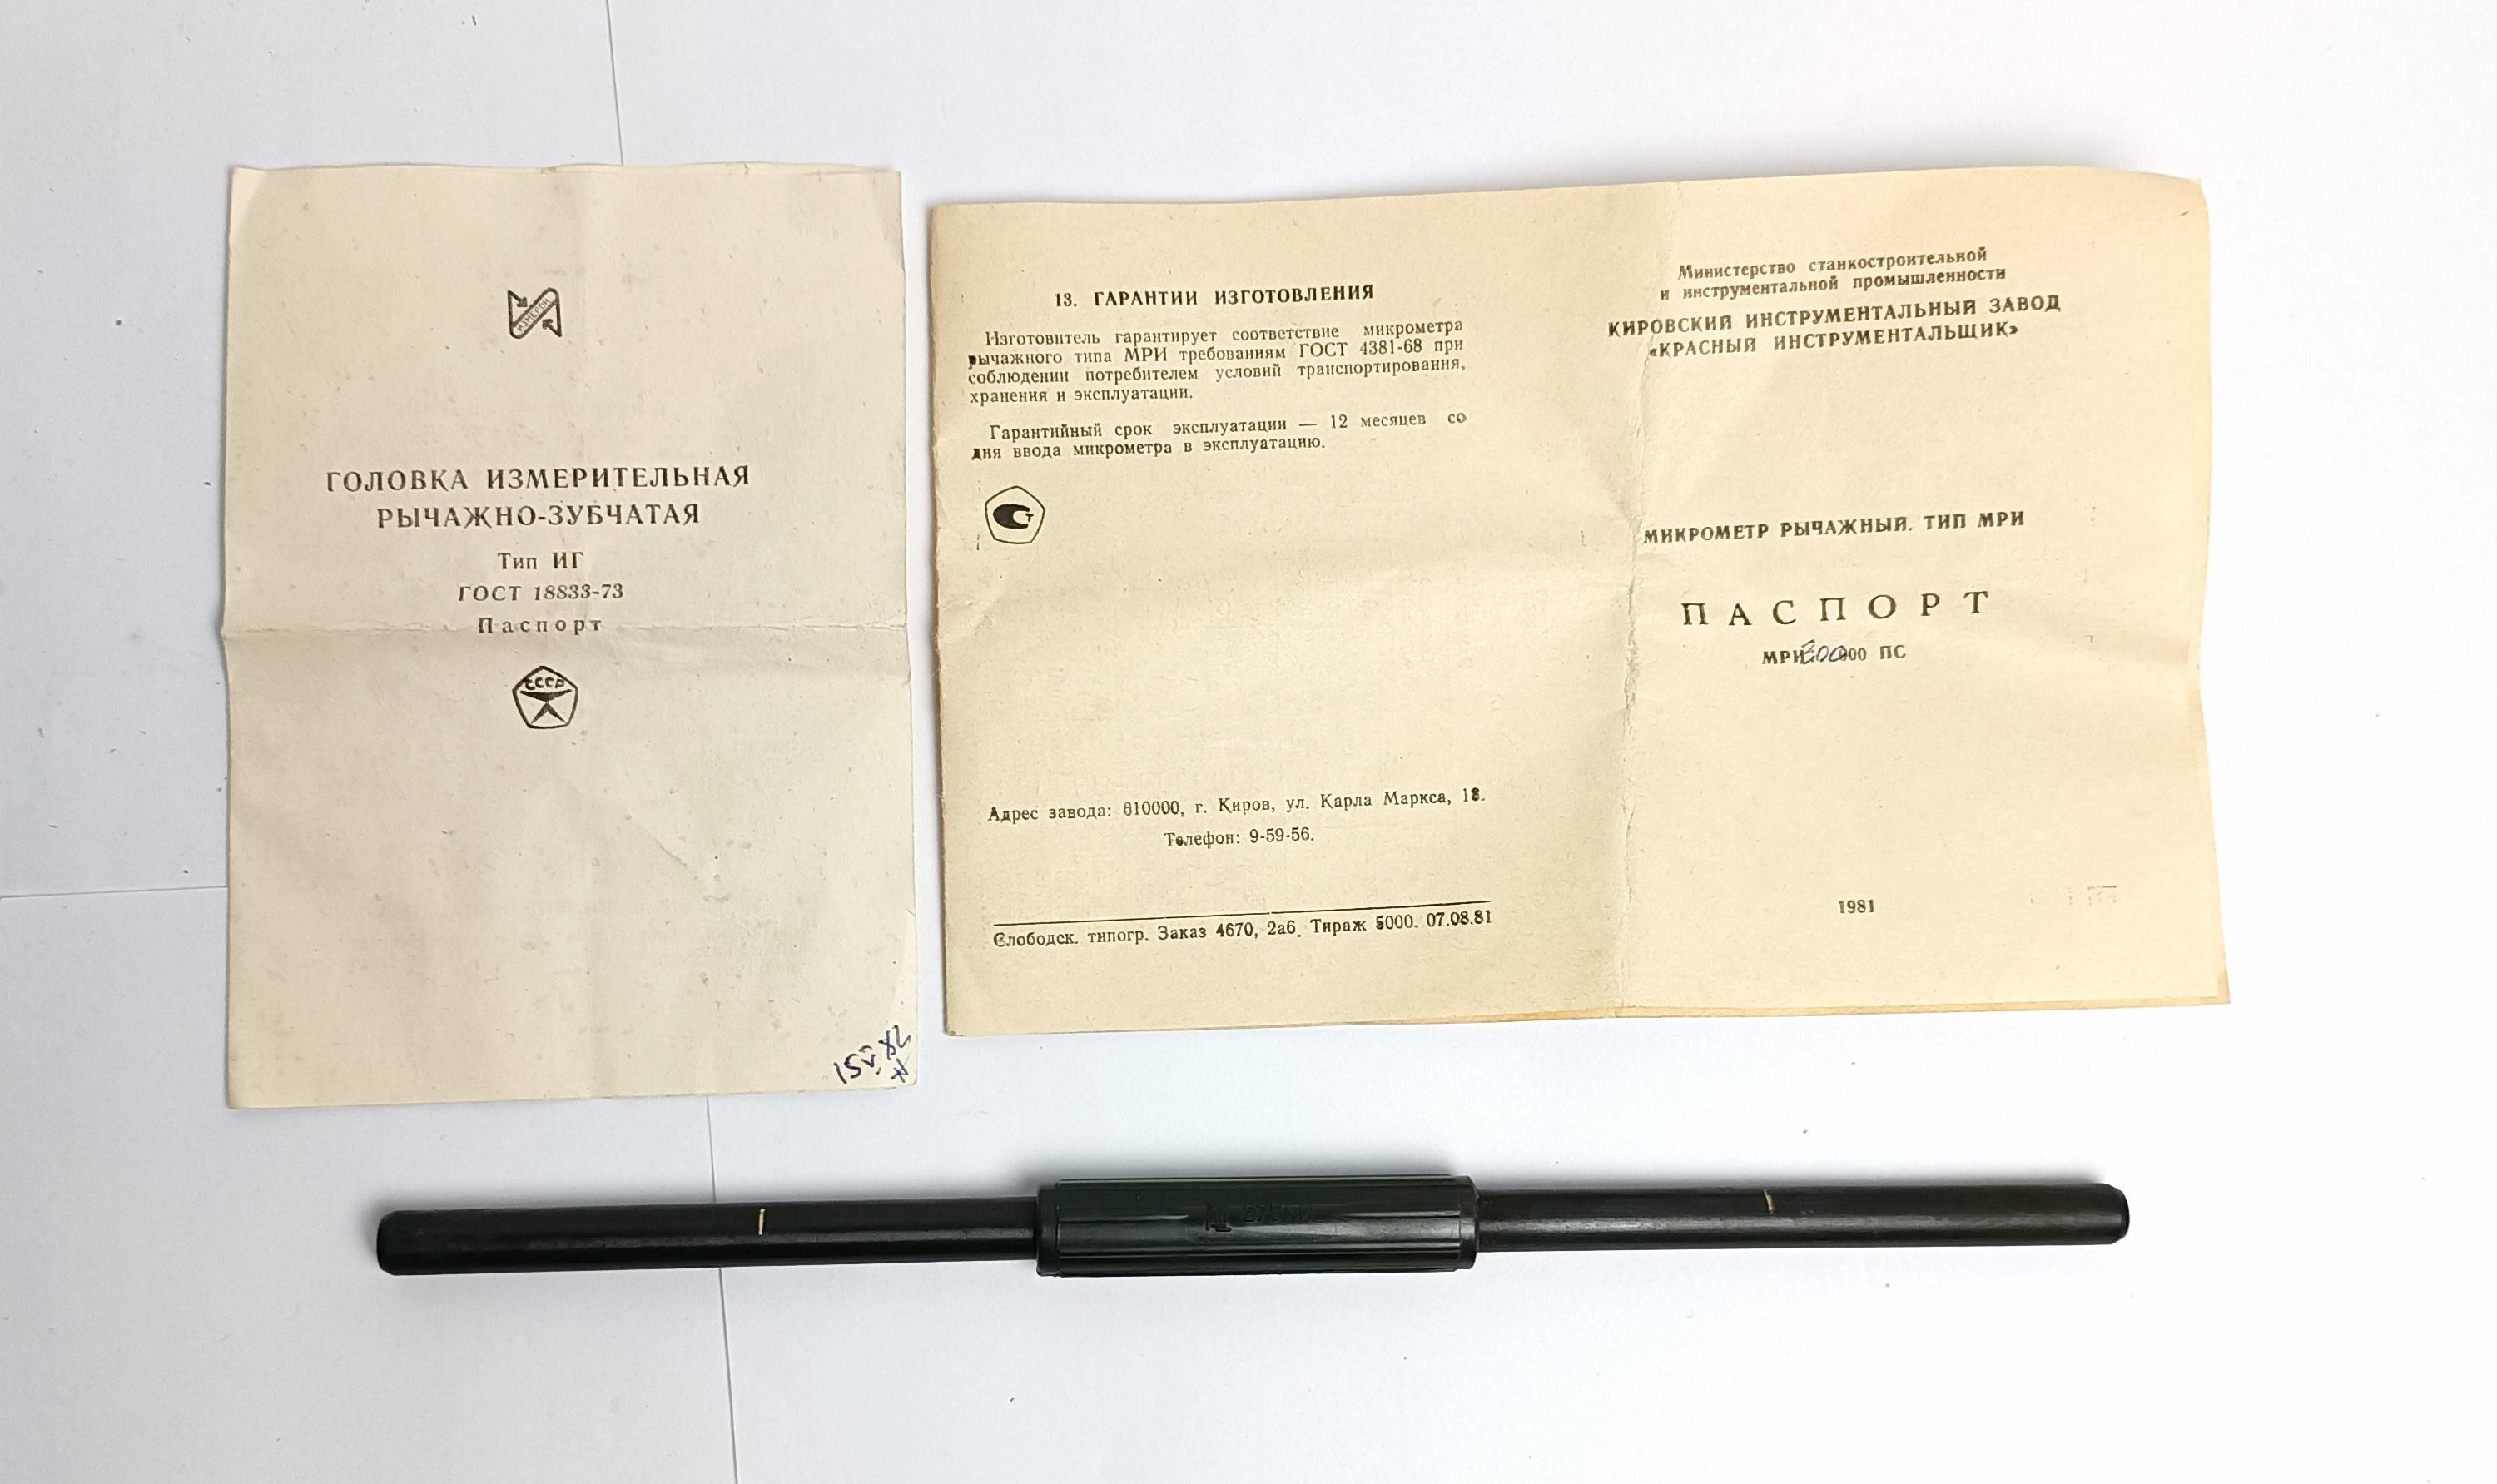 ИЗМЕРОН
ГОЛОВКА ИЗМЕРИТЕЛЬНАЯ
РЫЧАЖНО-ЗУБЧАТАЯ
Тип ИГ
ГОСТ 18833-73
Паспорт
СССР
13. ГАРАНТИИ ИЗГОТОВЛЕНИЯ
Изготовитель гарантирует соответствие микрометра
рычажного типа МРИ требованиям ГОСТ 4381-68 при
соблюдении потребителем условий транспортирования,
хранения и эксплуатации.
Гарантийный срок эксплуатации — 12 месяцев со
дня ввода микрометра в эксплуатацию.
Адрес завода: 610000, г. Киров, ул. Карла Маркса, 18.
Телефон: 9-59-56.
Слободск. типогр. Заказ 4670, 2а6. Тираж 5000. 07.08.81
Министерство станкостроительной
и инструментальной промышленности
КИРОВСКИЙ ИНСТРУМЕНТАЛЬНЫЙ ЗАВОД
«КРАСНЫЙ ИНСТРУМЕНТАЛЬЩИК»
МИКРОМЕТР РЫЧАЖНЫЙ. ТИП МРИ
ПАСПОРТ
МРИ ПС
1981